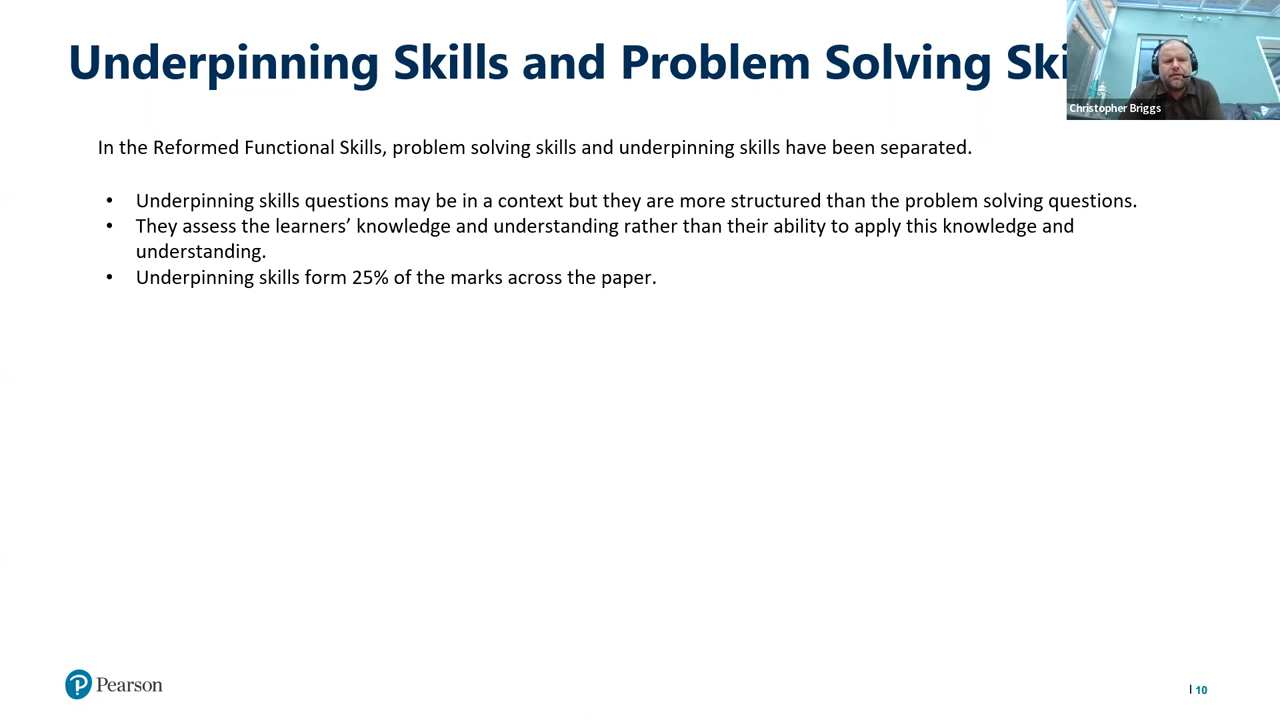 Underpinning Skills and Problem Solving
Christopher Briggs
In the Reformed Functional Skills, problem solving skills and underpinning skills have been separated.
• Underpinning skills questions may be in a context but they are more structured than the problem solving questions.
• They assess the learners’ knowledge and understanding rather than their ability to apply this knowledge and
understanding.
• Underpinning skills form 25% of the marks across the paper.
Pearson
| 10